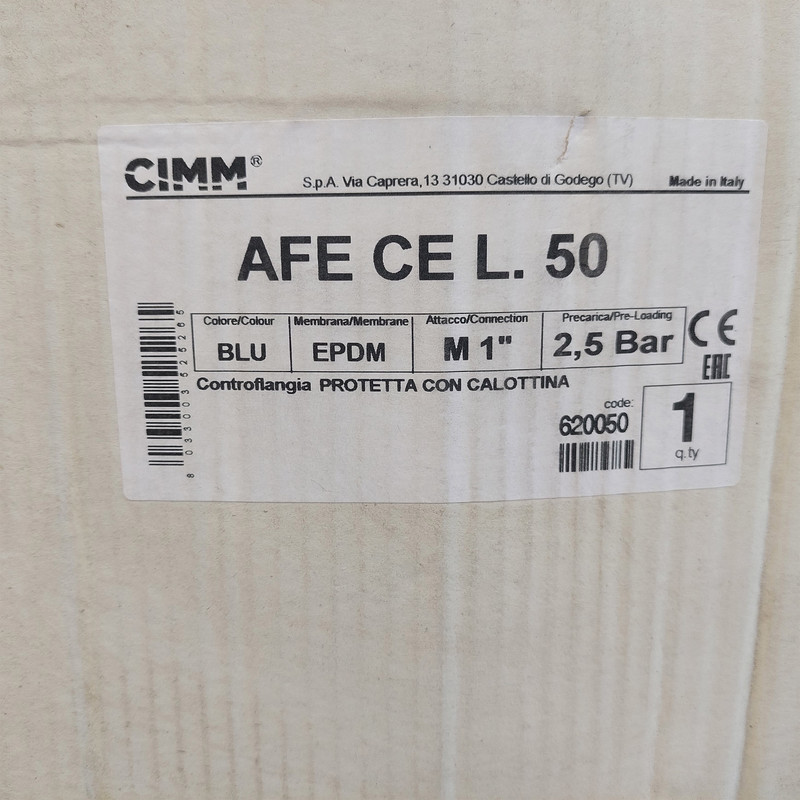 CIMM®
S.p.A. Via Caprera,13 31030 Castello di Godego (TV) Made in Italy
AFE CE L. 50
Colore/Colour Membrana/Membrane Attacco/Connection Precarica/Pre-Loading
BLU EPDM M 1" 2,5 Bar
CE
EAC
Controflangia PROTETTA CON CALOTTINA
code:
620050
1
q.ty
8033003525265